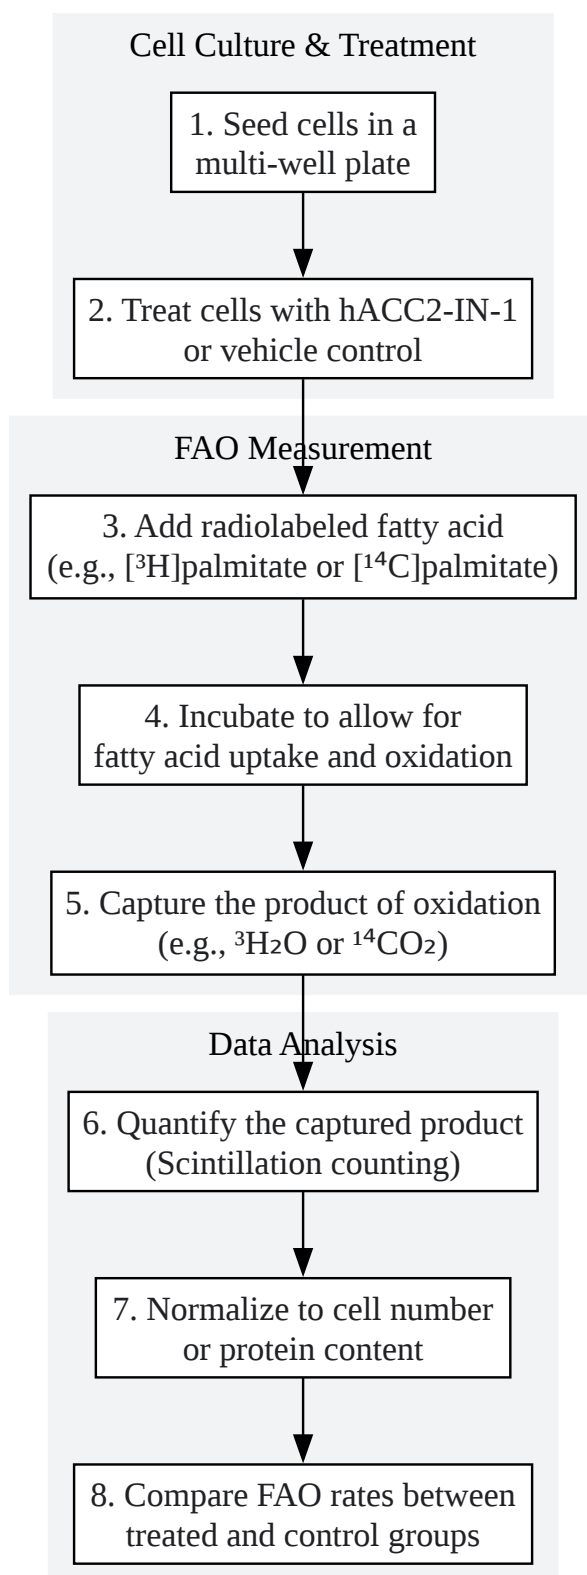 Cell Culture & Treatment
1. Seed cells in a
multi-well plate
2. Treat cells with hACC2-IN-1
or vehicle control
FAO Measurement
3. Add radiolabeled fatty acid
(e.g., [³H]palmitate or [¹⁴C]palmitate)
4. Incubate to allow for
fatty acid uptake and oxidation
5. Capture the product of oxidation
(e.g., ³H₂O or ¹⁴CO₂)
Data Analysis
6. Quantify the captured product
(Scintillation counting)
7. Normalize to cell number
or protein content
8. Compare FAO rates between
treated and control groups